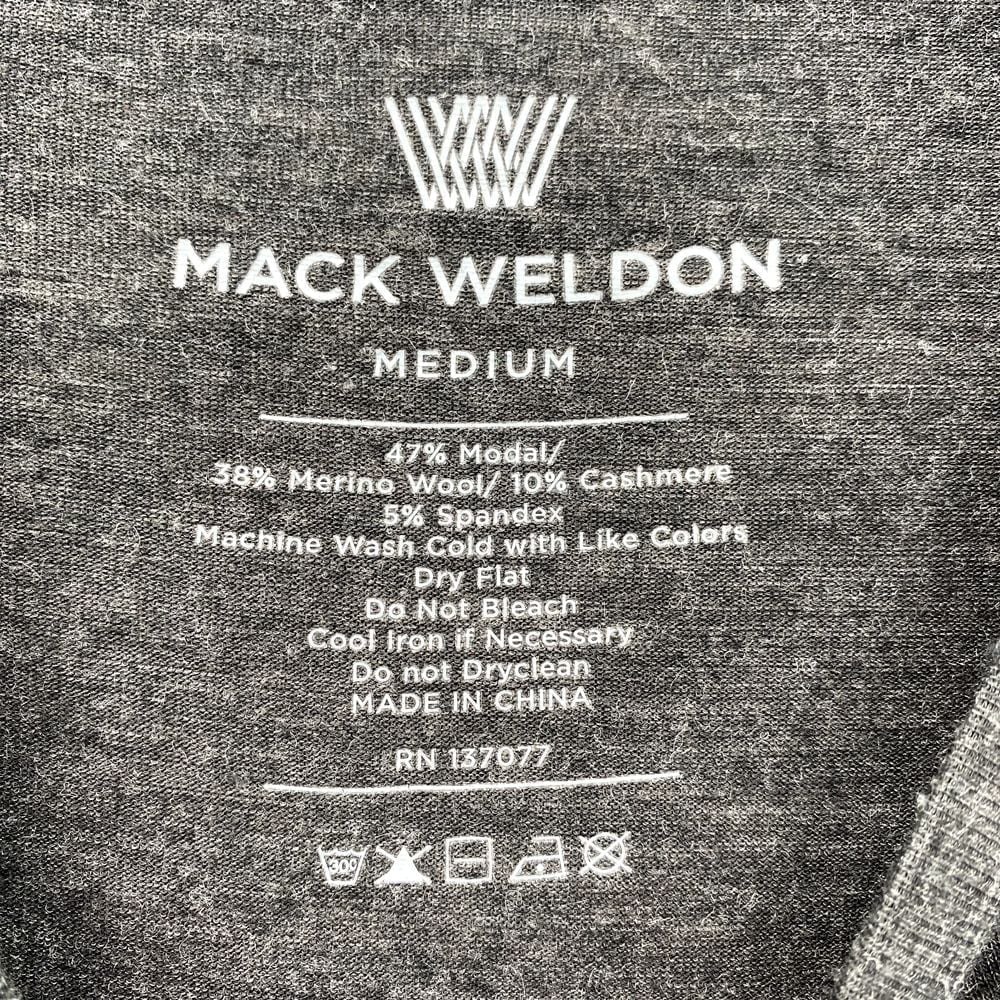 MACK WELDON
MEDIUM
47% Modal/
38% Merino Wool/ 10% Cashmere
5% Spandex
Machine Wash Cold with Like Colors
Dry Flat
Do Not Bleach
Cool Iron if Necessary
Do not Dryclean
MADE IN CHINA
RN 137077
30°